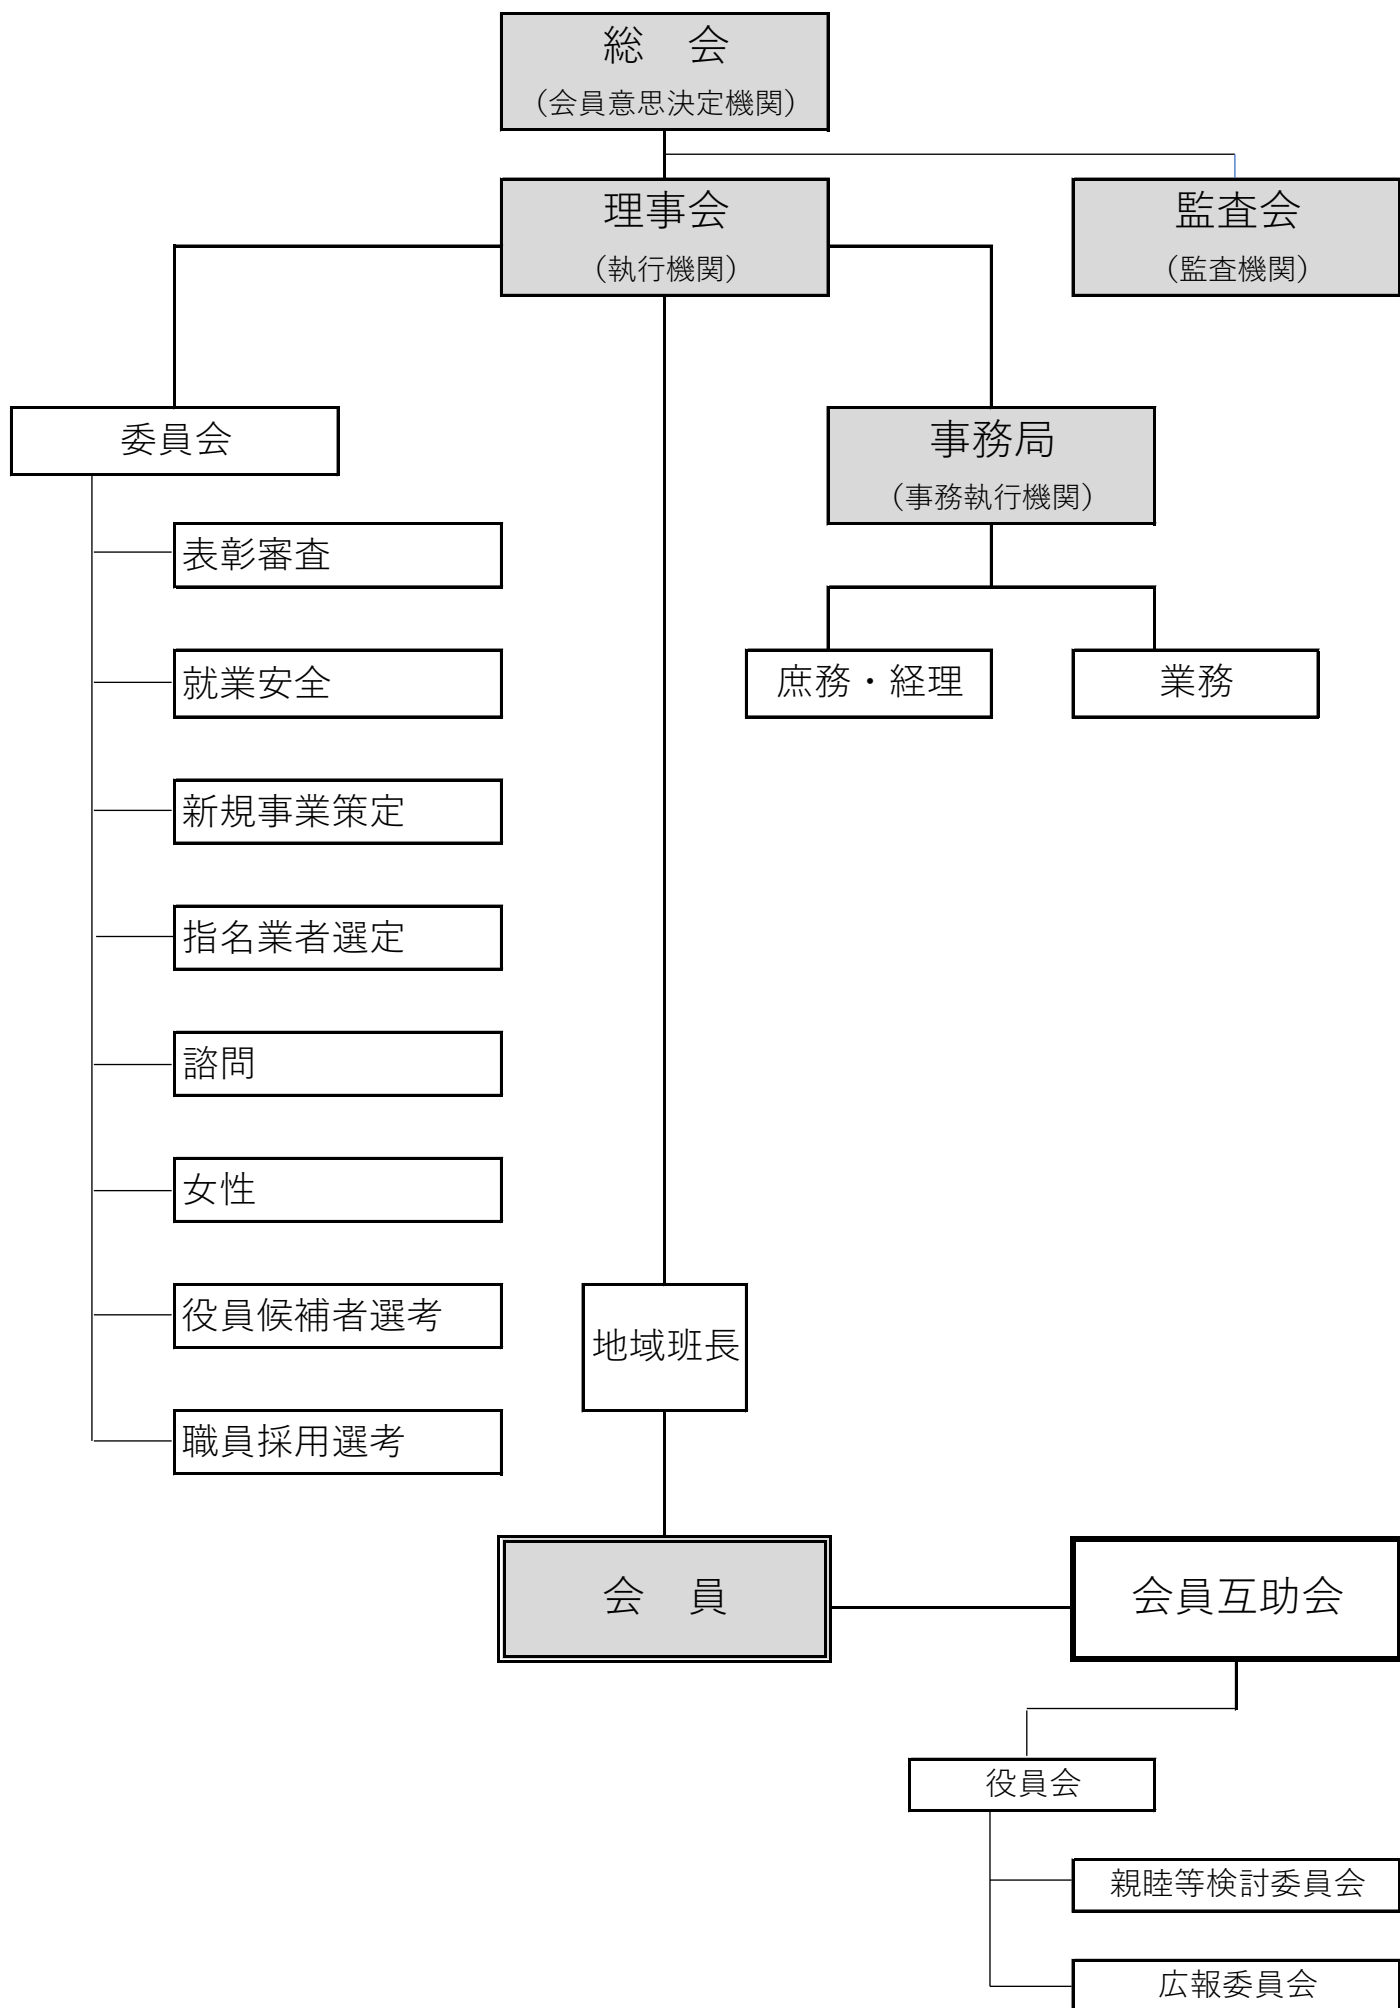 総　会
（会員意思決定機関）
理事会
（執行機関）
監査会
（監査機関）
委員会
事務局
（事務執行機関）
表彰審査
就業安全
庶務・経理
業務
新規事業策定
指名業者選定
諮問
女性
役員候補者選考
地域班長
職員採用選考
会　員
会員互助会
役員会
親睦等検討委員会
広報委員会